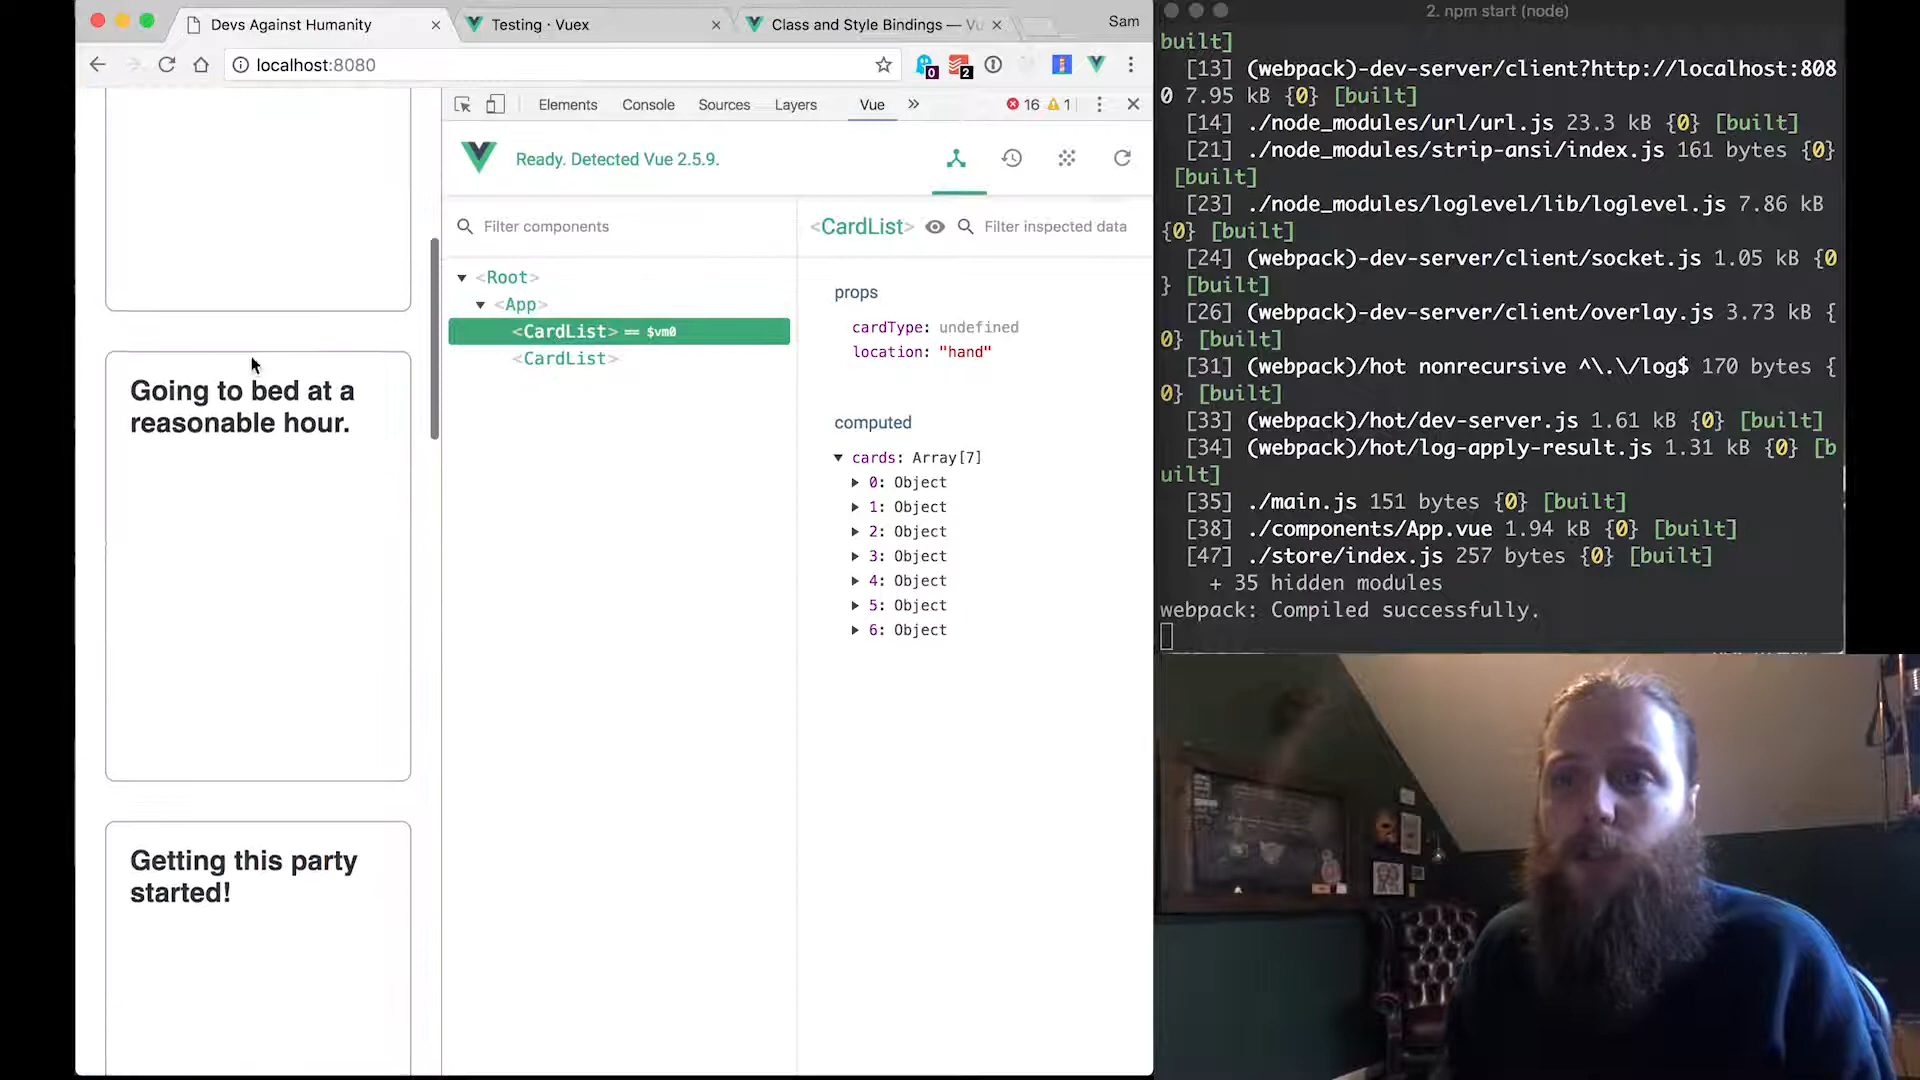 Devs Against Humanity
Testing · Vuex
Class and Style Bindings — Vu
Sam
localhost:8080
0
2
Elements
Console
Sources
Network
Layers
Vue
»
16
1
Ready. Detected Vue 2.5.9.
Filter components
<CardList>
Filter inspected data
<Root>
<App>
<CardList> == $vm0
<CardList>
props
cardType: undefined
location: "hand"
computed
cards: Array[7]
0: Object
1: Object
2: Object
3: Object
4: Object
5: Object
6: Object
Going to bed at a
reasonable hour.
Getting this party
started!
2. npm start (node)
built]
[13] (webpack)-dev-server/client?http://localhost:808
0 7.95 kB {0} [built]
[14] ./node_modules/url/url.js 23.3 kB {0} [built]
[21] ./node_modules/strip-ansi/index.js 161 bytes {0}
[built]
[23] ./node_modules/loglevel/lib/loglevel.js 7.86 kB
{0} [built]
[24] (webpack)-dev-server/client/socket.js 1.05 kB {0
} [built]
[26] (webpack)-dev-server/client/overlay.js 3.73 kB {
0} [built]
[31] (webpack)/hot nonrecursive ^\.\/log$ 170 bytes {
0} [built]
[33] (webpack)/hot/dev-server.js 1.61 kB {0} [built]
[34] (webpack)/hot/log-apply-result.js 1.31 kB {0} [b
uilt]
[35] ./main.js 151 bytes {0} [built]
[38] ./components/App.vue 1.94 kB {0} [built]
[47] ./store/index.js 257 bytes {0} [built]
+ 35 hidden modules
webpack: Compiled successfully.